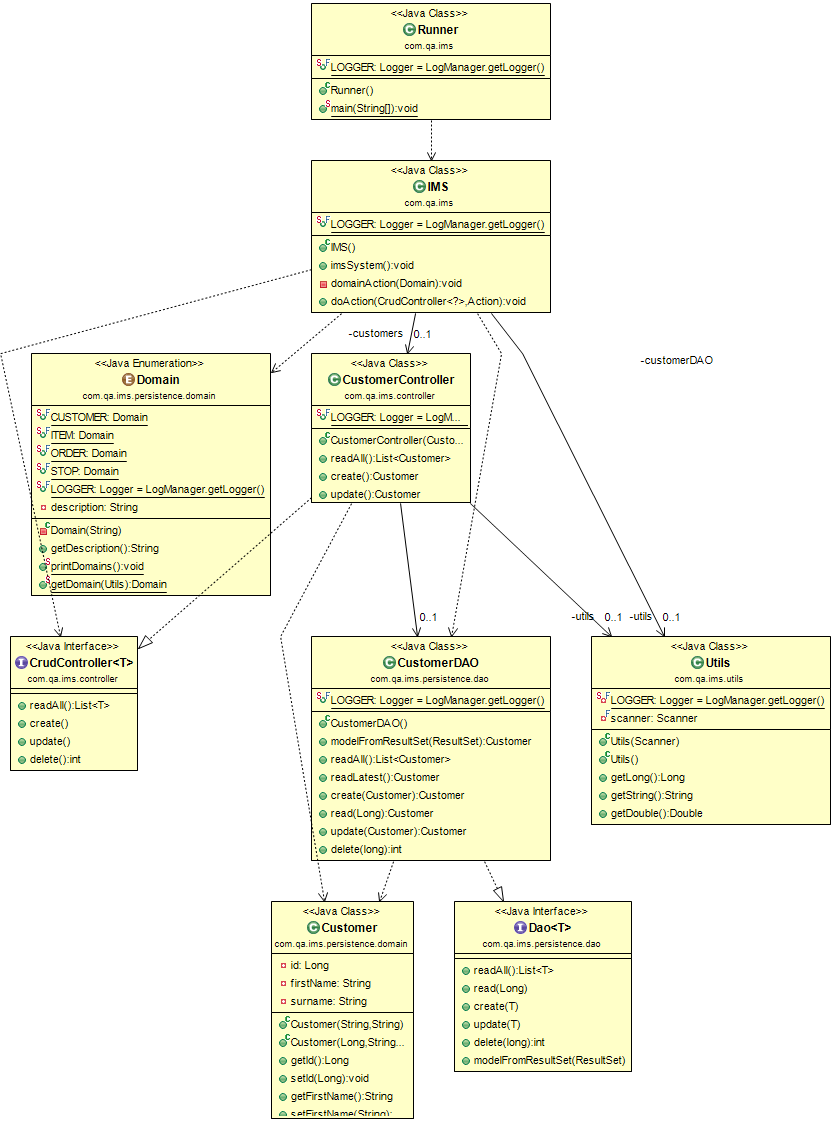 <<Java Class>>
Runner
com.qa.ims
LOGGER: Logger = LogManager.getLogger()
Runner()
main(String[]):void
<<Java Class>>
IMS
com.qa.ims
LOGGER: Logger = LogManager.getLogger()
IMS()
imsSystem():void
domainAction(Domain):void
doAction(CrudController<?>,Action):void
-customers 0..1
-customerDAO
<<Java Enumeration>>
Domain
com.qa.ims.persistence.domain
CUSTOMER: Domain
ITEM: Domain
ORDER: Domain
STOP: Domain
LOGGER: Logger = LogManager.getLogger()
description: String
Domain(String)
getDescription():String
printDomains():void
getDomain(Utils):Domain
<<Java Class>>
CustomerController
com.qa.ims.controller
LOGGER: Logger = LogM...
CustomerController(Custo...
readAll():List<Customer>
create():Customer
update():Customer
0..1
-utils 0..1
-utils 0..1
<<Java Interface>>
CrudController<T>
com.qa.ims.controller
readAll():List<T>
create()
update()
delete():int
<<Java Class>>
CustomerDAO
com.qa.ims.persistence.dao
LOGGER: Logger = LogManager.getLogger()
CustomerDAO()
modelFromResultSet(ResultSet):Customer
readAll():List<Customer>
readLatest():Customer
create(Customer):Customer
read(Long):Customer
update(Customer):Customer
delete(long):int
<<Java Class>>
Utils
com.qa.ims.utils
LOGGER: Logger = LogManager.getLogger()
scanner: Scanner
Utils(Scanner)
Utils()
getLong():Long
getString():String
getDouble():Double
<<Java Class>>
Customer
com.qa.ims.persistence.domain
id: Long
firstName: String
surname: String
Customer(String,String)
Customer(Long,String...
getId():Long
setId(Long):void
getFirstName():String
setFirstName(String):
<<Java Interface>>
Dao<T>
com.qa.ims.persistence.dao
readAll():List<T>
read(Long)
create(T)
update(T)
delete(long):int
modelFromResultSet(ResultSet)